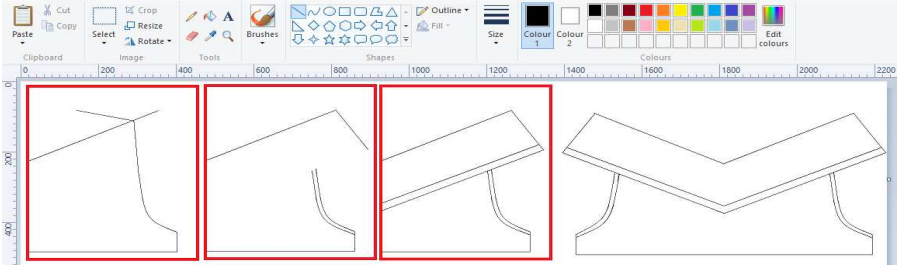 Cut
Copy
Paste
Clipboard
Crop
Resize
Select
Rotate
Image
Tools
Brushes
Outline
Fill
Shapes
Size
Colour 1
Colour 2
Edit colours
Colours
0 200 400 600 800 1000 1200 1400 1600 1800 2000 2200
0
200
400